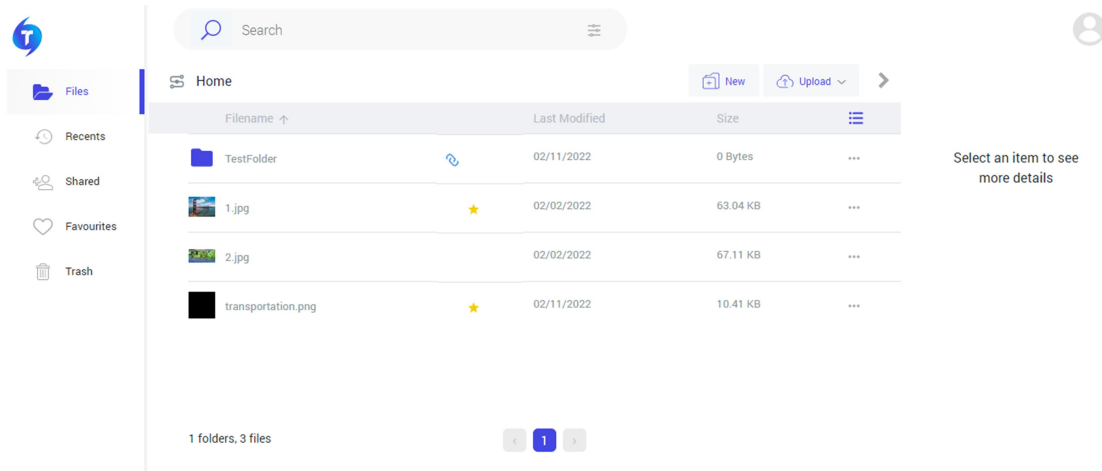 T
Search
Files
Recents
Shared
Favourites
Trash
Home
New
Upload
Filename Last Modified Size
TestFolder 02/11/2022 0 Bytes
1.jpg 02/02/2022 63.04 KB
2.jpg 02/02/2022 67.11 KB
transportation.png 02/11/2022 10.41 KB
1 folders, 3 files
1
Select an item to see
more details